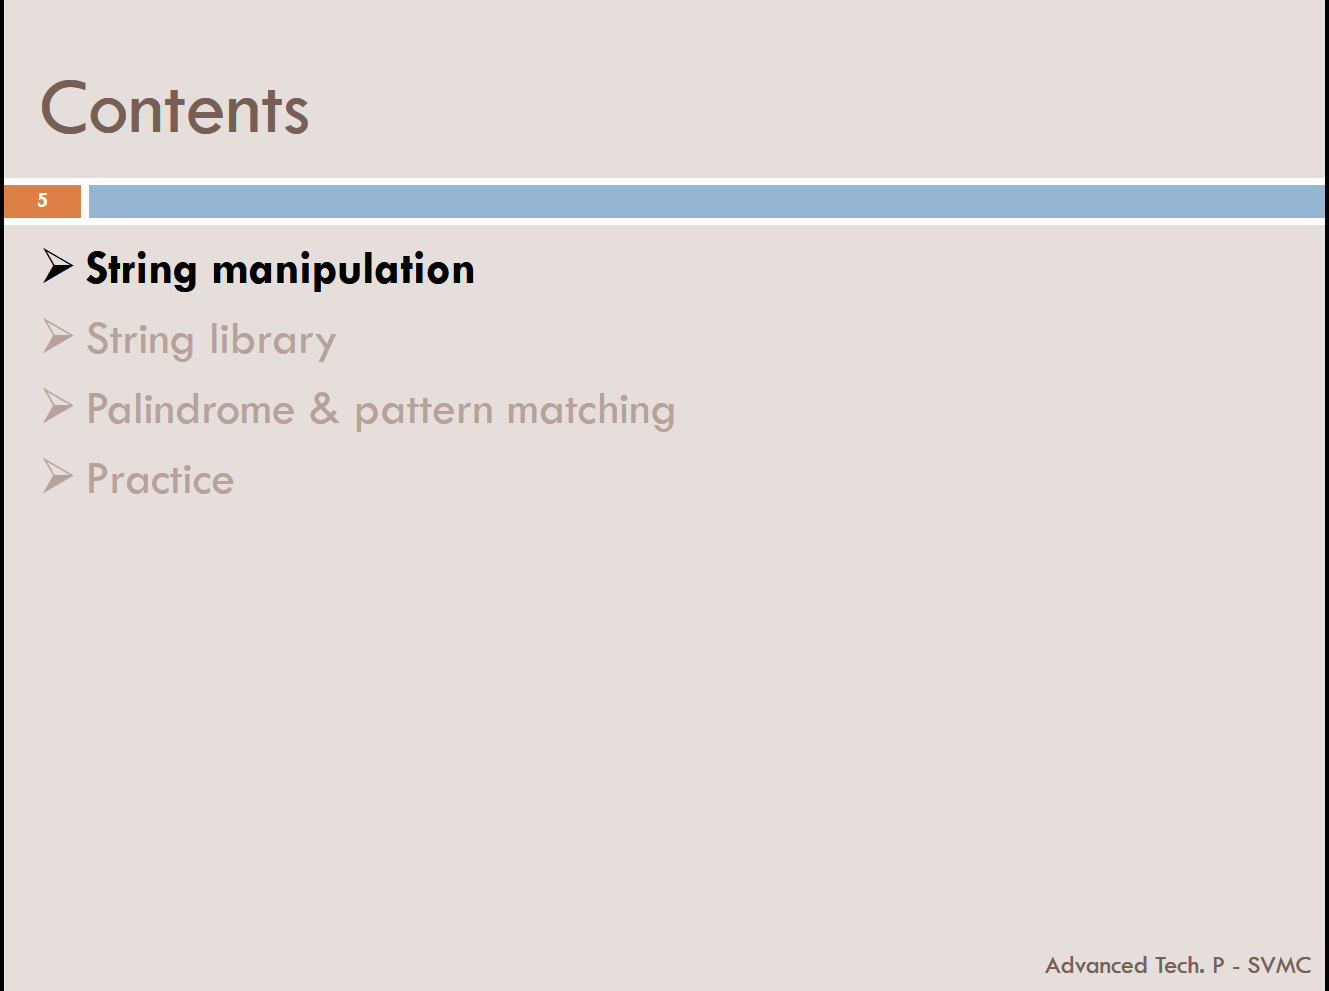 Contents
5
String manipulation
String library
Palindrome & pattern matching
Practice
Advanced Tech. P - SVMC